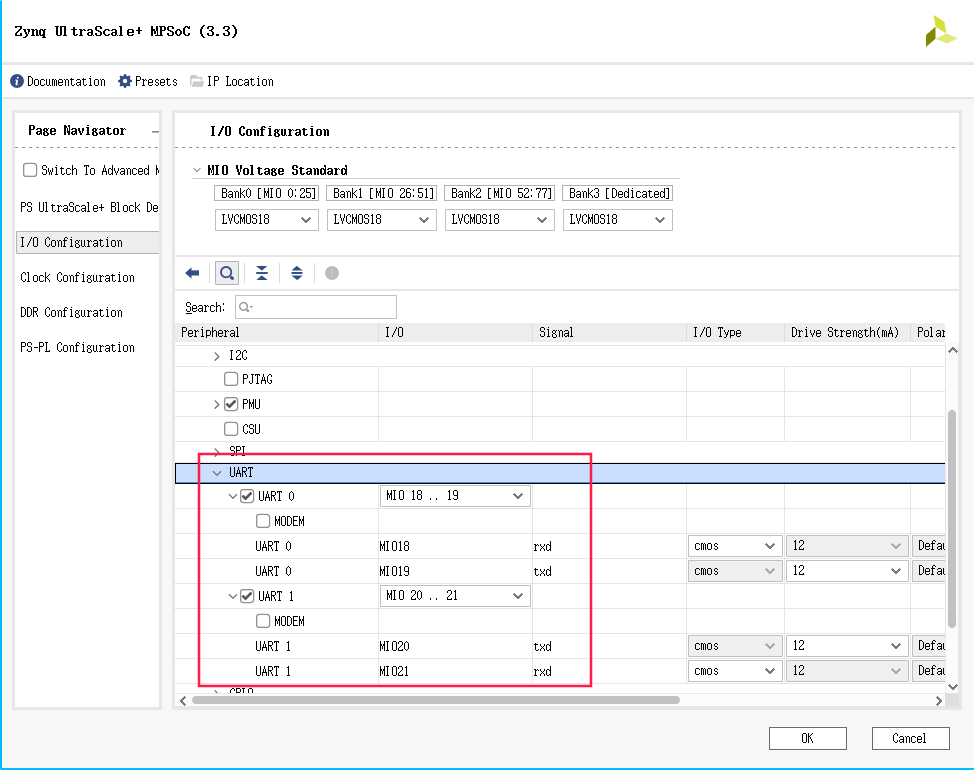 Zynq UltraScale+ MPSoC (3.3)
Documentation Presets IP Location
Page Navigator
Switch To Advanced
PS UltraScale+ Block De
I/O Configuration
Clock Configuration
DDR Configuration
PS-PL Configuration
I/O Configuration
MIO Voltage Standard
Bank0 [MIO 0:25] Bank1 [MIO 26:51] Bank2 [MIO 52:77] Bank3 [Dedicated]
LVCMOS18 LVCMOS18 LVCMOS18 LVCMOS18
Search:
Peripheral I/O Signal I/O Type Drive Strength(mA) Polar
I2C
PJTAG
PMU
CSU
SPI
UART
UART 0 MIO 18 .. 19
MODEM
UART 0 MIO18 rxd cmos 12 Defau
UART 0 MIO19 txd cmos 12 Defau
UART 1 MIO 20 .. 21
MODEM
UART 1 MIO20 txd cmos 12 Defau
UART 1 MIO21 rxd cmos 12 Defau
GPIO
OK Cancel